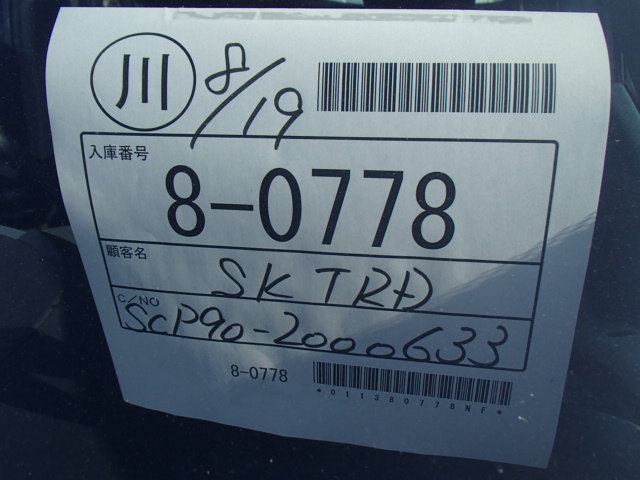 川 8/19
入庫番号
8-0778
顧客名 SK TRD
C/NO SCP90-2000633
8-0778
*011380778NF*